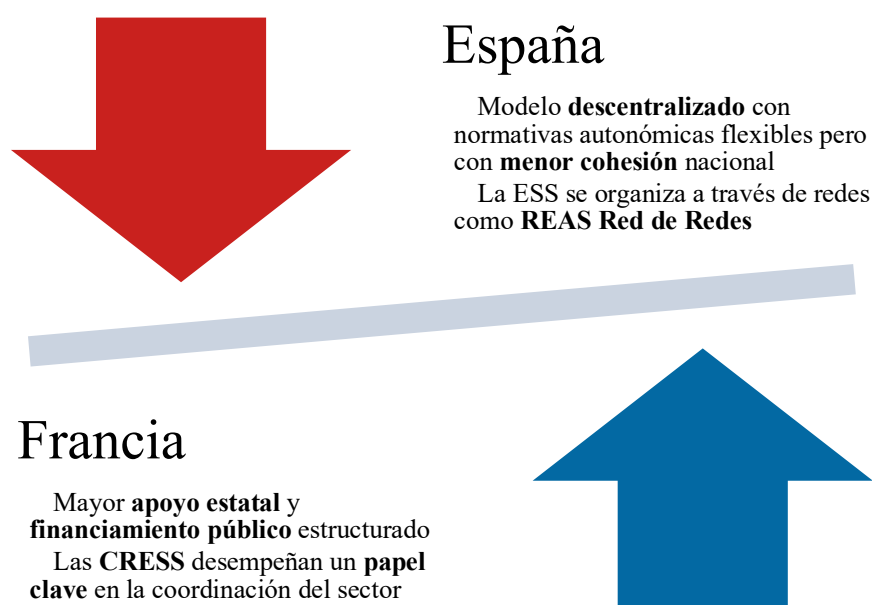 España
Modelo descentralizado con
normativas autonómicas flexibles pero
con menor cohesión nacional
La ESS se organiza a través de redes
como REAS Red de Redes
Francia
Mayor apoyo estatal y
financiamiento público estructurado
Las CRESS desempeñan un papel
clave en la coordinación del sector